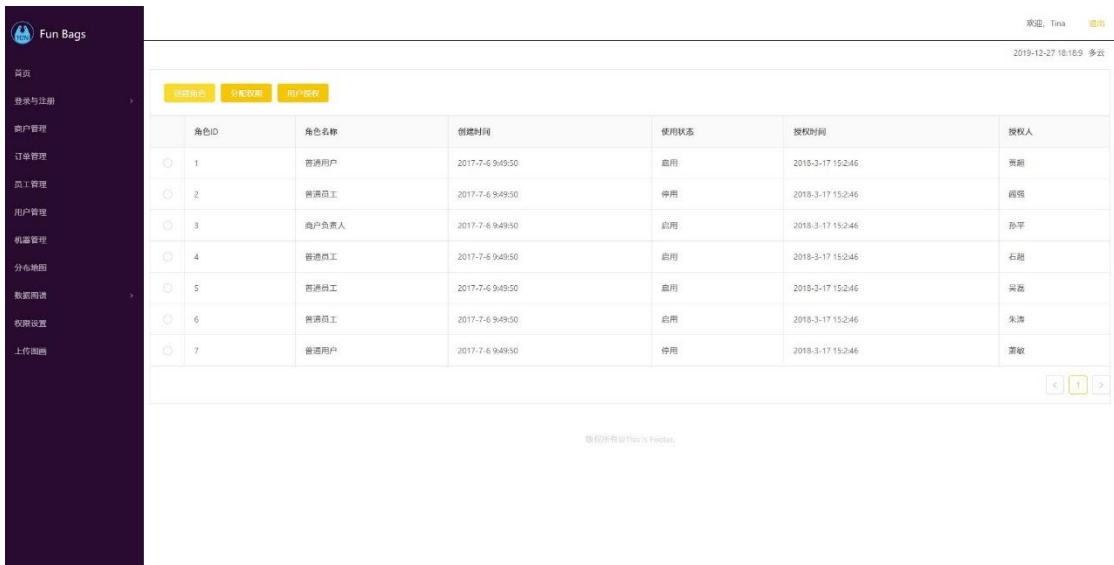 Fun Bags
欢迎，Tina 退出
2019-12-27 18:18:9 多云
首页
登录与注册
商户管理
订单管理
员工管理
用户管理
机器管理
分布地图
数据图谱
权限设置
上传图画
创建角色 分配权限 用户授权
角色ID 角色名称 创建时间 使用状态 授权时间 授权人
1 普通用户 2017-7-6 9:49:50 启用 2018-3-17 15:2:46 贾超
2 普通员工 2017-7-6 9:49:50 停用 2018-3-17 15:2:46 阎强
3 商户负责人 2017-7-6 9:49:50 启用 2018-3-17 15:2:46 孙平
4 普通员工 2017-7-6 9:49:50 启用 2018-3-17 15:2:46 石超
5 普通员工 2017-7-6 9:49:50 启用 2018-3-17 15:2:46 吴磊
6 普通员工 2017-7-6 9:49:50 启用 2018-3-17 15:2:46 朱涛
7 普通用户 2017-7-6 9:49:50 停用 2018-3-17 15:2:46 萧敏
< 1 >
版权所有@This is Footer.